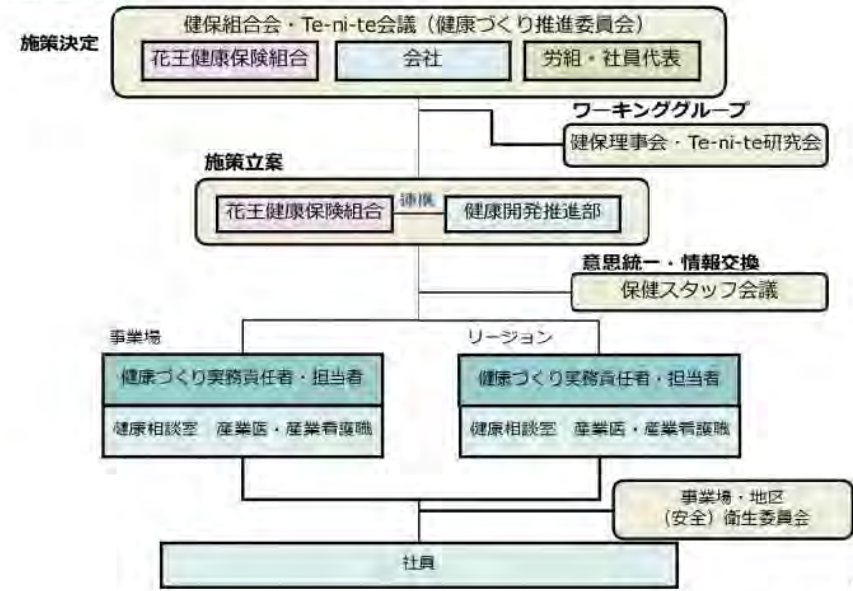 施策決定
健保組合会・Te-ni-te会議（健康づくり推進委員会）
花王健康保険組合
会社
労組・社員代表
ワーキンググループ
健保理事会・Te-ni-te研究会
施策立案
花王健康保険組合
連携
健康開発推進部
意思統一・情報交換
保健スタッフ会議
事業場
健康づくり実務責任者・担当者
健康相談室　産業医・産業看護職
リージョン
健康づくり実務責任者・担当者
健康相談室　産業医・産業看護職
事業場・地区
（安全）衛生委員会
社員